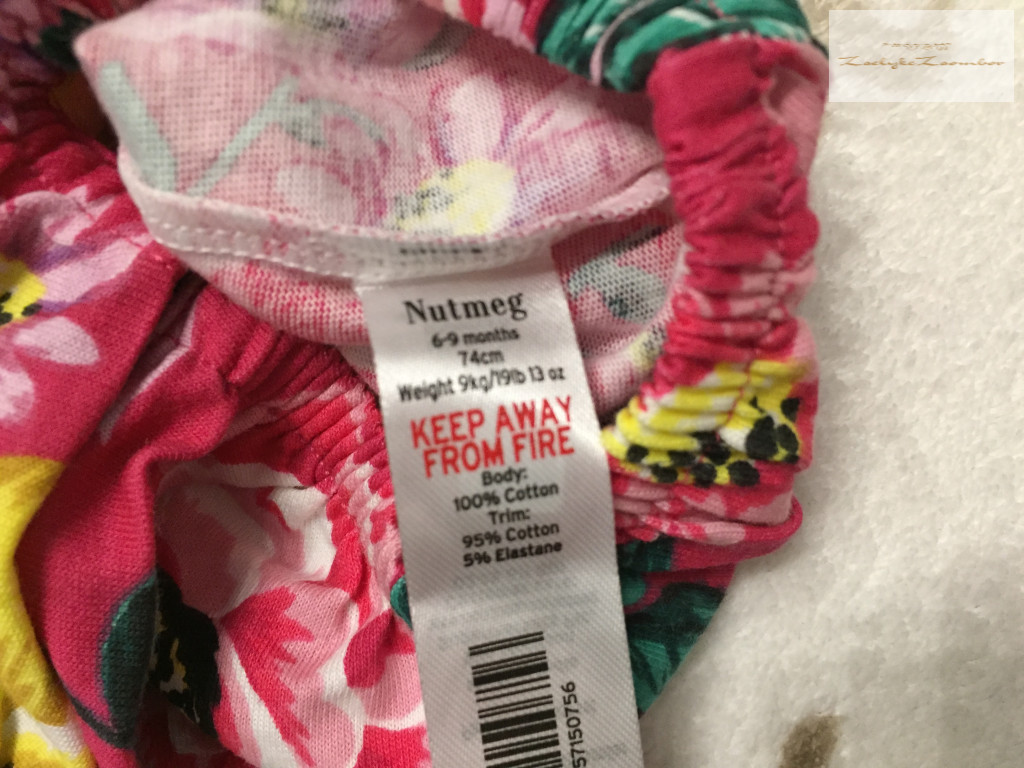 Nutmeg
6-9 months
74cm
Weight 9kg/19lb 13 oz
KEEP AWAY
FROM FIRE
Body:
100% Cotton
Trim:
95% Cotton
5% Elastane
57150756